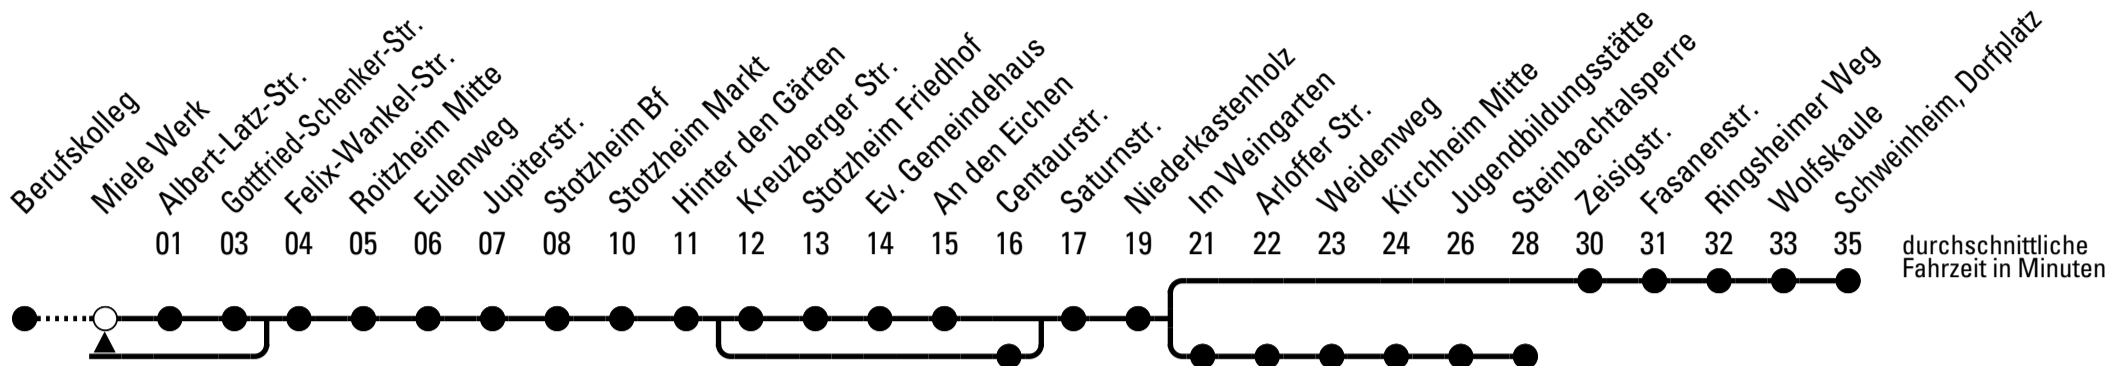 Berufskolleg
Miele Werk
Albert-Latz-Str.
Gottfried-Schenker-Str.
Felix-Wankel-Str.
Roitzheim Mitte
Eulenweg
Jupiterstr.
Stotzheim Bf
Stotzheim Markt
Hinter den Gärten
Kreuzberger Str.
Stotzheim Friedhof
Ev. Gemeindehaus
An den Eichen
Centaurstr.
Saturnstr.
Niederkastenholz
Im Weingarten
Arloffer Str.
Weidenweg
Kirchheim Mitte
Jugendbildungsstätte
Steinbachtalsperre
Zeisigstr.
Fasanenstr.
Ringsheimer Weg
Wolfskaule
Schweinheim, Dorfplatz
01 03 04 05 06 07 08 10 11 12 13 14 15 16 17 19 21 22 23 24 26 28 30 31 32 33 35
durchschnittliche
Fahrzeit in Minuten